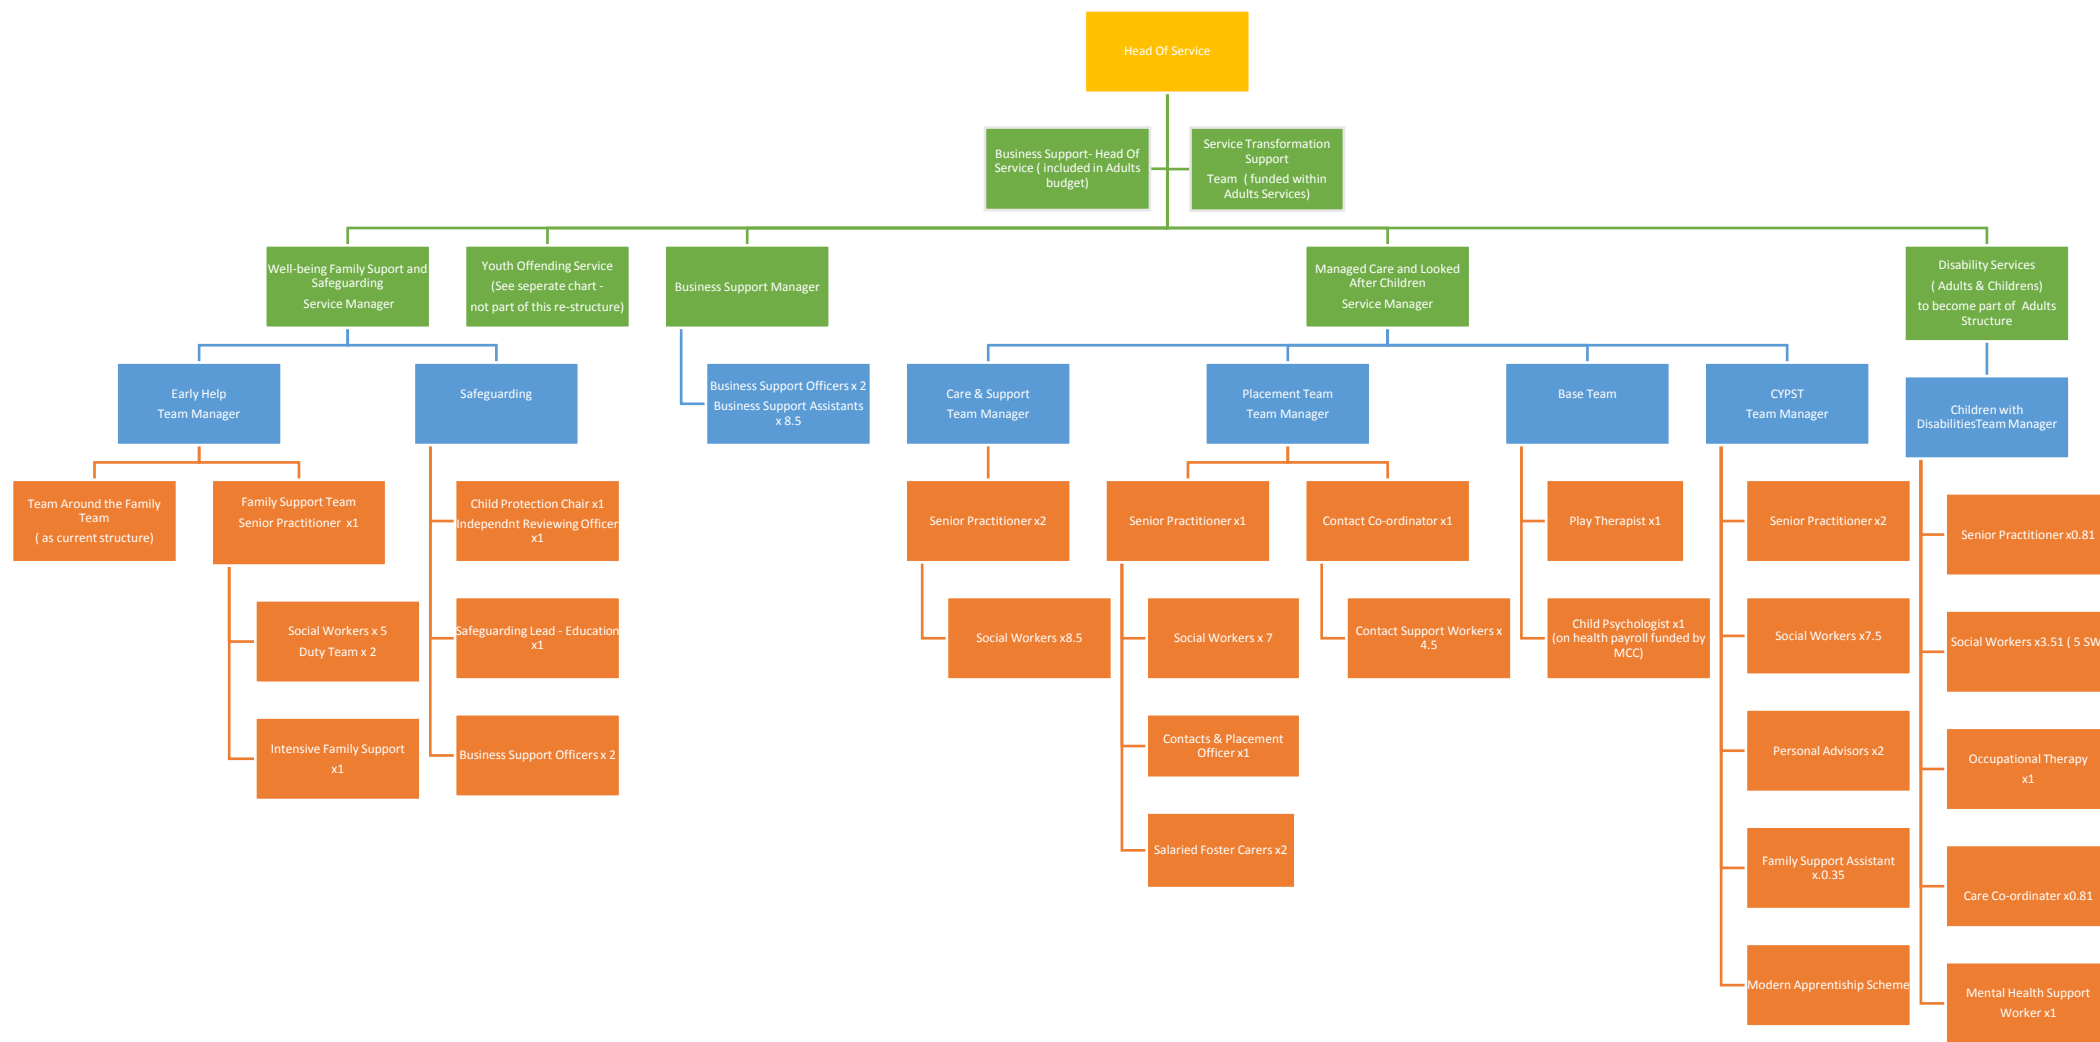 Head Of Service
Business Support- Head Of
Service ( included in Adults
budget)
Service Transformation
Support
Team  ( funded within
Adults Services)
Well-being Family Suport and
Safeguarding
Service Manager
Youth Offending Service
(See seperate chart -
not part of this re-structure)
Business Support Manager
Managed Care and Looked
After Children
Service Manager
Disability Services
( Adults & Childrens)
to become part of  Adults
Structure
Early Help
Team Manager
Safeguarding
Business Support Officers x 2
Business Support Assistants
x 8.5
Care & Support
Team Manager
Placement Team
Team Manager
Base Team
CYPST
Team Manager
Children with
DisabilitiesTeam Manager
Team Around the Family
Team
( as current structure)
Family Support Team
Senior Practitioner  x1
Child Protection Chair x1
Independnt Reviewing Officer
x1
Senior Practitioner x2
Senior Practitioner x1
Contact Co-ordinator x1
Play Therapist x1
Senior Practitioner x2
Senior Practitioner x0.81
Social Workers x 5
Duty Team x 2
Safeguarding Lead - Education
x1
Social Workers x8.5
Social Workers x 7
Contact Support Workers x
4.5
Child Psychologist x1
(on health payroll funded by
MCC)
Social Workers x7.5
Social Workers x3.51 ( 5 SW
Intensive Family Support
x1
Business Support Officers x 2
Contacts & Placement
Officer x1
Personal Advisors x2
Occupational Therapy
x1
Salaried Foster Carers x2
Family Support Assistant
x.0.35
Care Co-ordinater x0.81
Modern Apprentiship Scheme
Mental Health Support
Worker x1